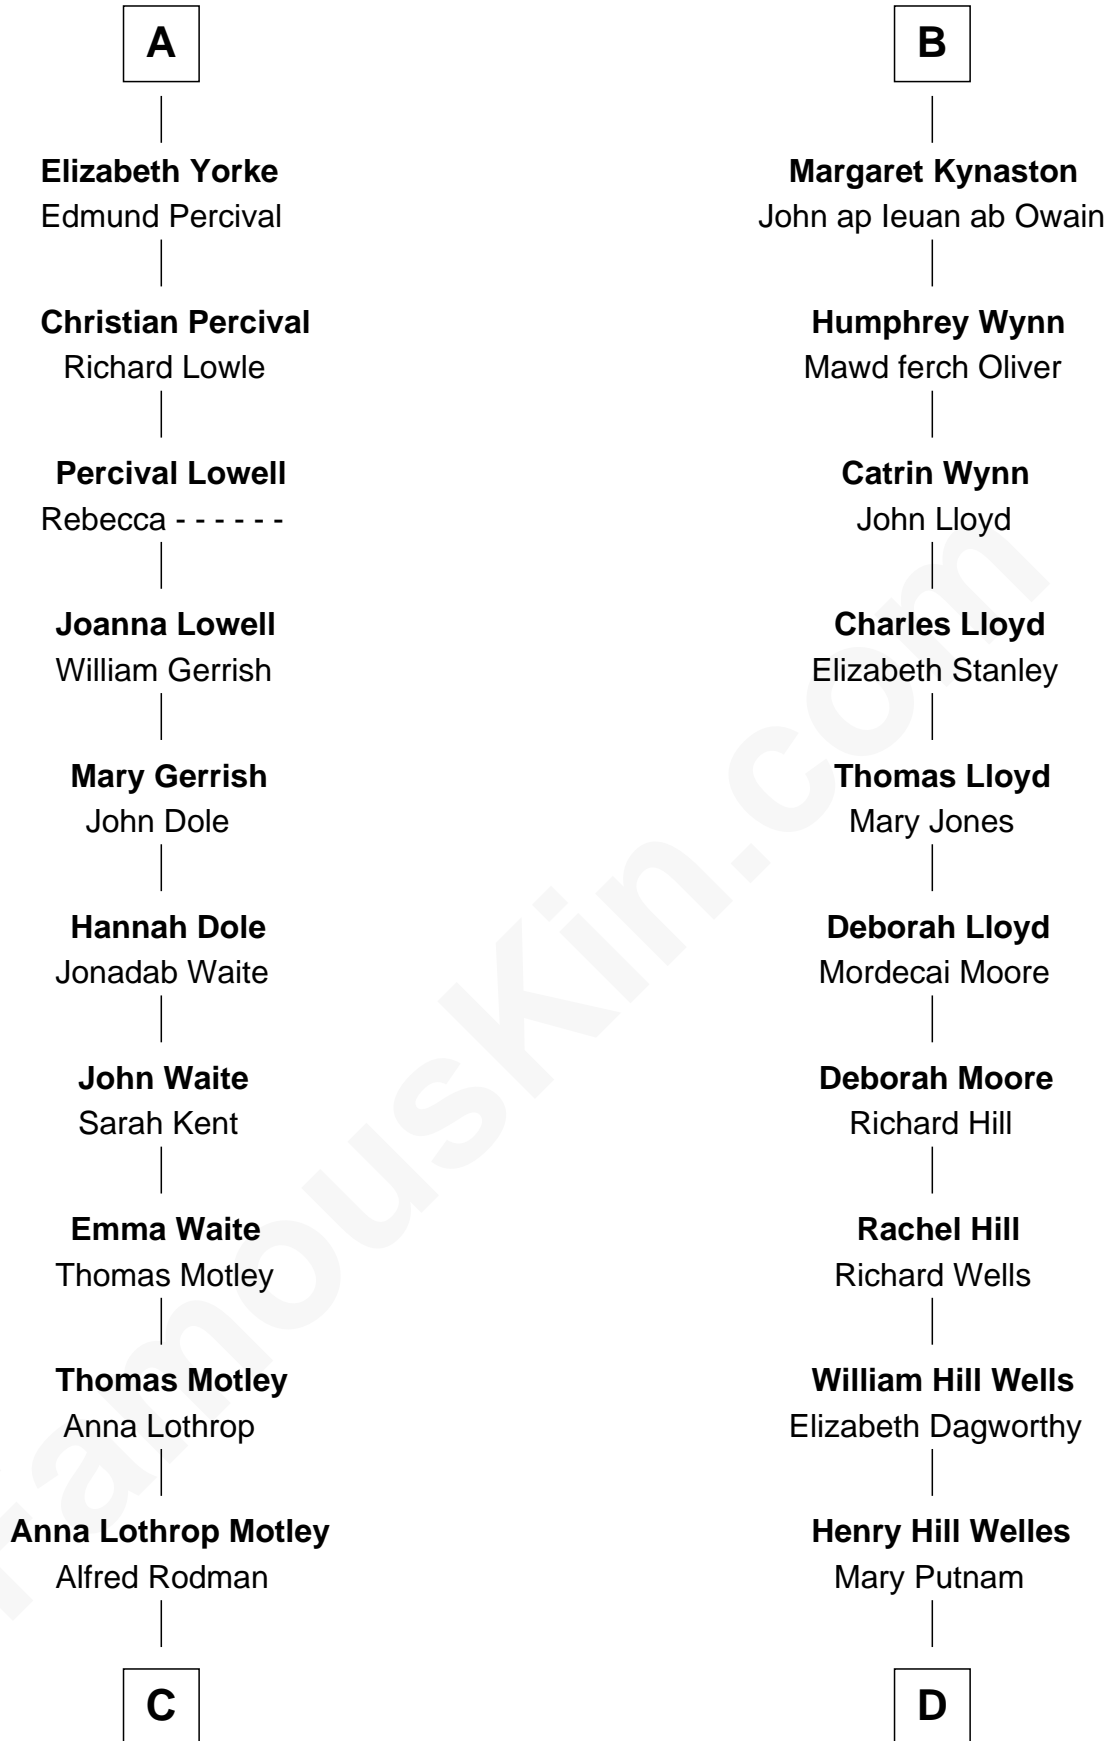 A
Elizabeth Yorke
Edmund Percival
Christian Percival
Richard Lowle
Percival Lowell
Rebecca - - - - - -
Joanna Lowell
William Gerrish
Mary Gerrish
John Dole
Hannah Dole
Jonadab Waite
John Waite
Sarah Kent
Emma Waite
Thomas Motley
Thomas Motley
Anna Lothrop
Anna Lothrop Motley
Alfred Rodman
C
B
Margaret Kynaston
John ap Ieuan ab Owain
Humphrey Wynn
Mawd ferch Oliver
Catrin Wynn
John Lloyd
Charles Lloyd
Elizabeth Stanley
Thomas Lloyd
Mary Jones
Deborah Lloyd
Mordecai Moore
Deborah Moore
Richard Hill
Rachel Hill
Richard Wells
William Hill Wells
Elizabeth Dagworthy
Henry Hill Welles
Mary Putnam
D
FamousKin.com